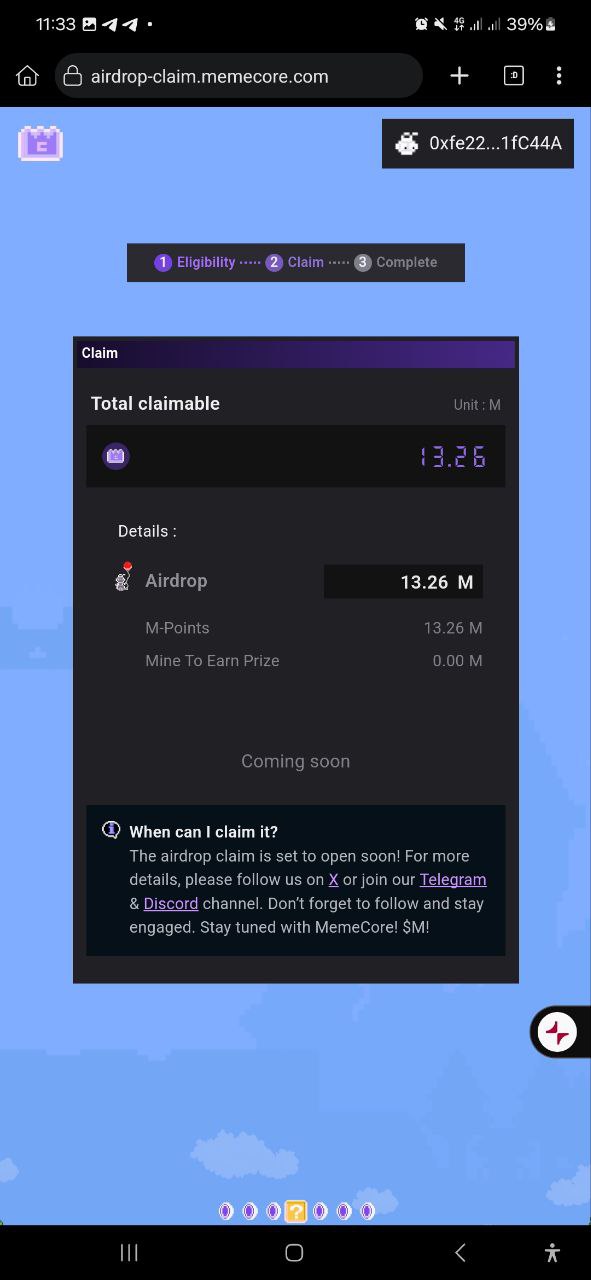 11:33
4G
39%
airdrop-claim.memecore.com
:D
0xfe22...1fC44A
1 Eligibility ····· 2 Claim ····· 3 Complete
Claim
Total claimable
Unit : M
13.26
Details :
Airdrop
13.26 M
M-Points
13.26 M
Mine To Earn Prize
0.00 M
Coming soon
When can I claim it?
The airdrop claim is set to open soon! For more
details, please follow us on X or join our Telegram
& Discord channel. Don't forget to follow and stay
engaged. Stay tuned with MemeCore! $M!
?